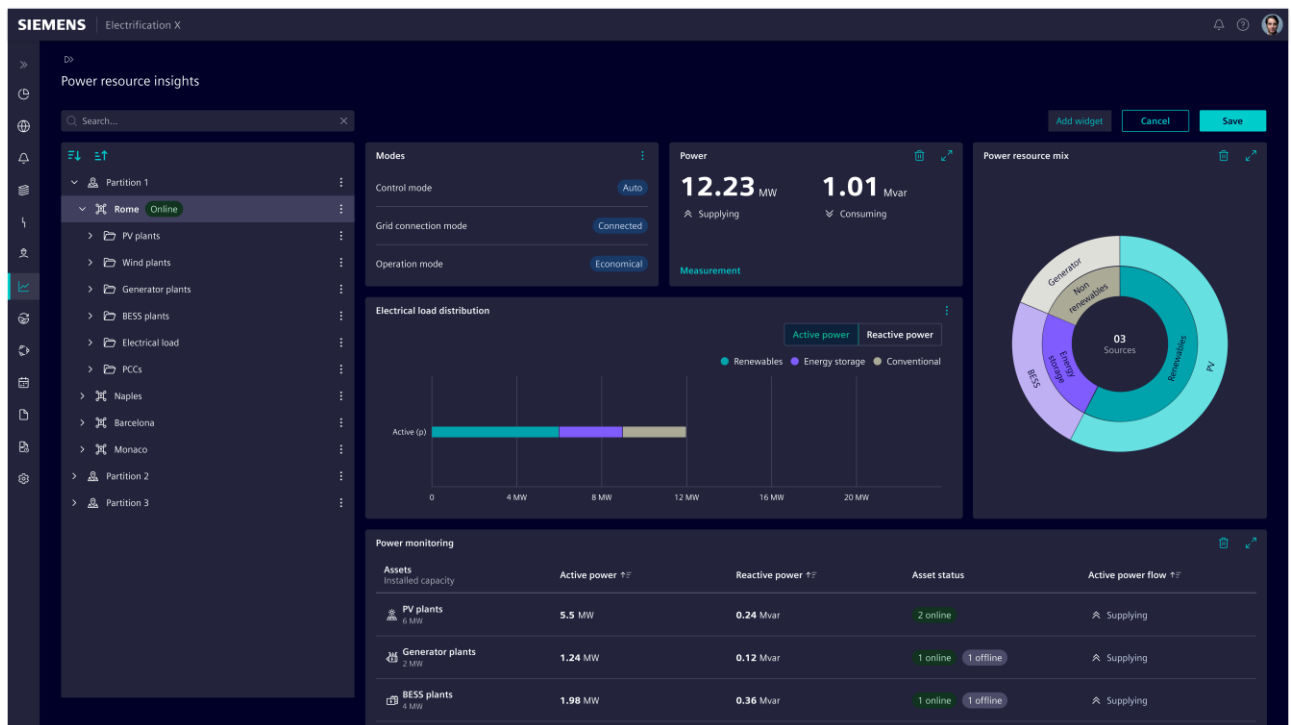 SIEMENS Electrification X
Power resource insights
Search...
Add widget Cancel Save
Partition 1
Rome Online
PV plants
Wind plants
Generator plants
BESS plants
Electrical load
PCCs
Naples
Barcelona
Monaco
Partition 2
Partition 3
Modes
Control mode Auto
Grid connection mode Connected
Operation mode Economical
Power
12.23 MW 1.01 Mvar
Supplying Consuming
Measurement
Power resource mix
Generator
Non
renewables
Renewables
PV
Energy
storage
BESS
03
Sources
Electrical load distribution
Active power Reactive power
Renewables Energy storage Conventional
Active (p)
0 4 MW 8 MW 12 MW 16 MW 20 MW
Power monitoring
Assets
Installed capacity
Active power Reactive power Asset status Active power flow
PV plants
6 MW
5.5 MW 0.24 Mvar 2 online Supplying
Generator plants
2 MW
1.24 MW 0.12 Mvar 1 online 1 offline Supplying
BESS plants
4 MW
1.98 MW 0.36 Mvar 1 online 1 offline Supplying